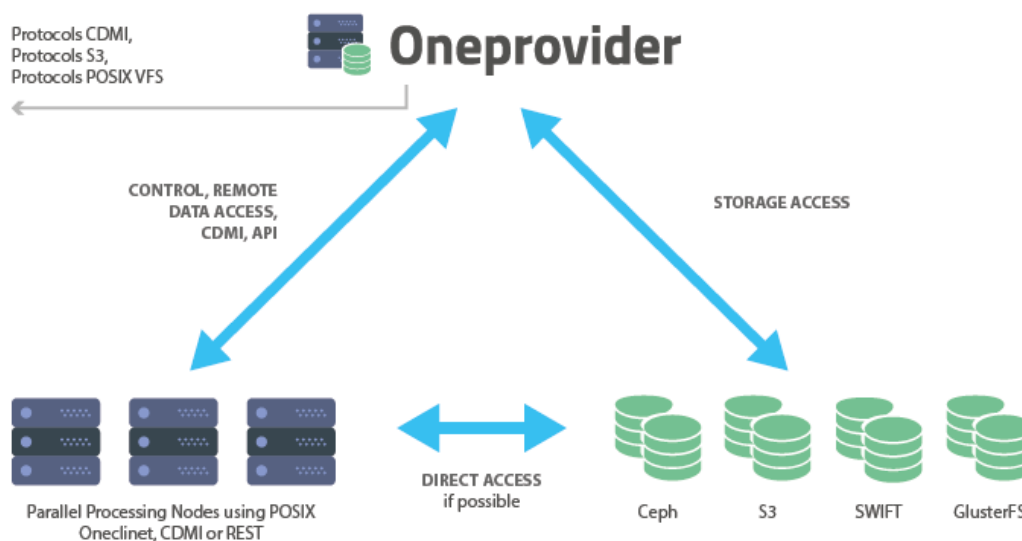 Protocols CDMI,
Protocols S3,
Protocols POSIX VFS
Oneprovider
CONTROL, REMOTE
DATA ACCESS,
CDMI, API
STORAGE ACCESS
DIRECT ACCESS
if possible
Parallel Processing Nodes using POSIX
Oneclinet, CDMI or REST
Ceph
S3
SWIFT
GlusterFS